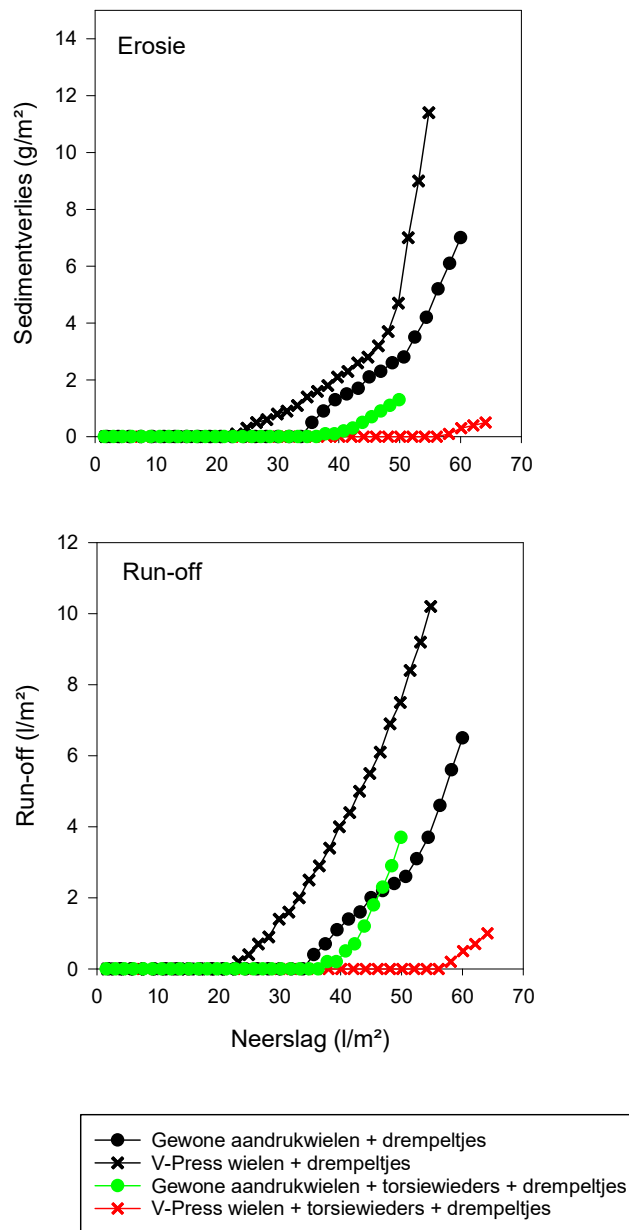 Erosie
Sedimentverlies (g/m²)
14
12
10
8
6
4
2
0
0 10 20 30 40 50 60 70
Run-off
Run-off (l/m²)
12
10
8
6
4
2
0
0 10 20 30 40 50 60 70
Neerslag (l/m²)
Gewone aandrukwielen + drempeltjes
V-Press wielen + drempeltjes
Gewone aandrukwielen + torsiewieders + drempeltjes
V-Press wielen + torsiewieders + drempeltjes